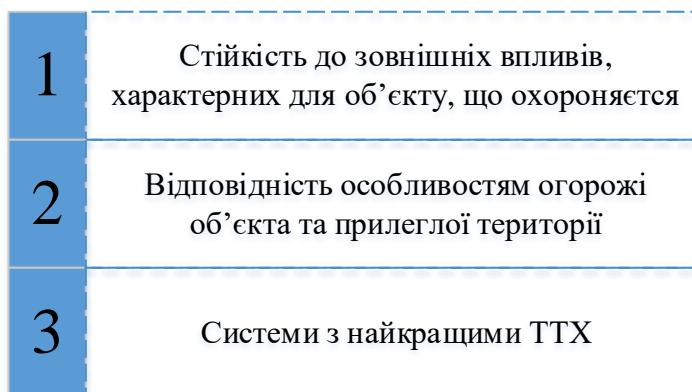 1
Стійкість до зовнішніх впливів,
характерних для об’єкту, що охороняєтся
2
Відповідність особливостям огорожі
об’єкта та прилеглої території
3
Системи з найкращими ТТХ